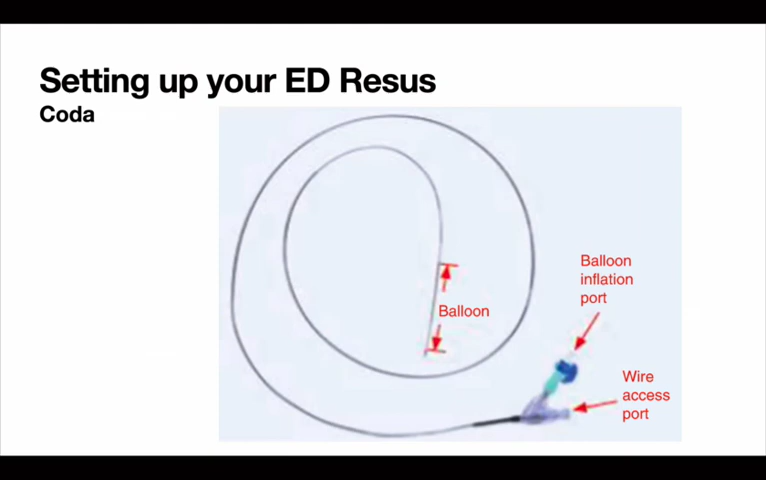 Setting up your ED Resus
Coda
Balloon
inflation
port
Balloon
Wire
access
port